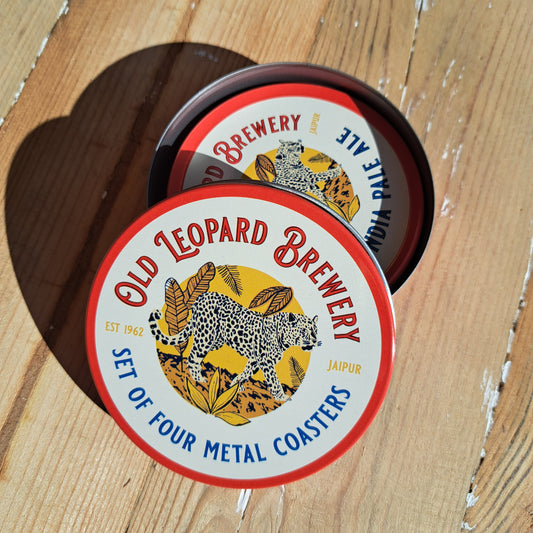 BREWERY
JAIPUR
INDIA PALE ALE
OLD LEOPARD BREWERY
EST 1962
JAIPUR
SET OF FOUR METAL COASTERS